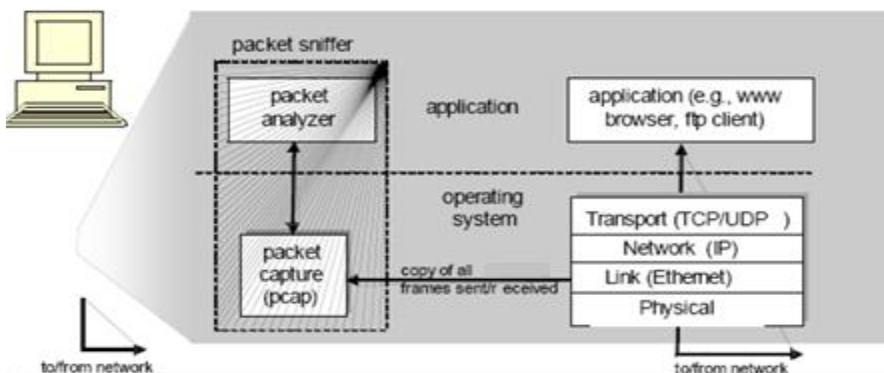 packet sniffer
packet
analyzer
application
application (e.g., www
browser, ftp client)
operating
system
packet
capture
(pcap)
copy of all
frames sent/r eceived
Transport (TCP/UDP )
Network (IP)
Link (Ethernet)
Physical
to/from network
to/from network